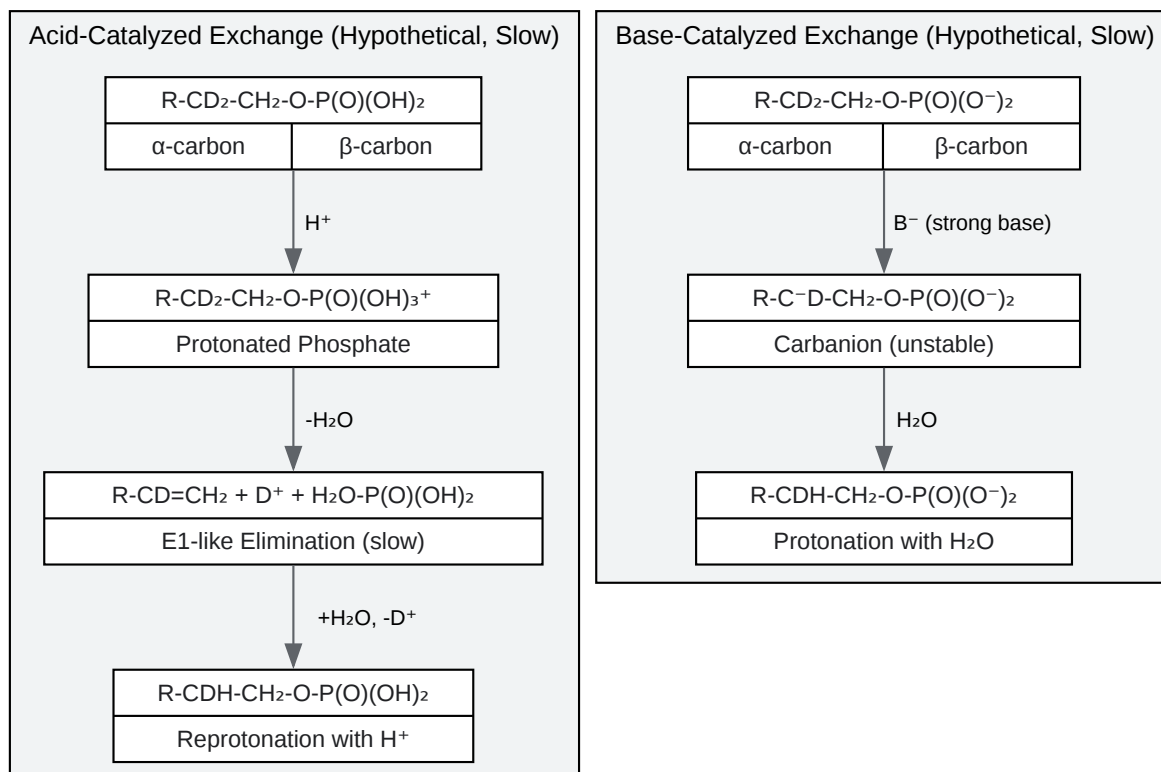 Acid-Catalyzed Exchange (Hypothetical, Slow)
R-CD₂-CH₂-O-P(O)(OH)₂
α-carbon
β-carbon
H⁺
R-CD₂-CH₂-O-P(O)(OH)₃⁺
Protonated Phosphate
-H₂O
R-CD=CH₂ + D⁺ + H₂O-P(O)(OH)₂
E1-like Elimination (slow)
+H₂O, -D⁺
R-CDH-CH₂-O-P(O)(OH)₂
Reprotonation with H⁺
Base-Catalyzed Exchange (Hypothetical, Slow)
R-CD₂-CH₂-O-P(O)(O⁻)₂
α-carbon
β-carbon
B⁻ (strong base)
R-C⁻D-CH₂-O-P(O)(O⁻)₂
Carbanion (unstable)
H₂O
R-CDH-CH₂-O-P(O)(O⁻)₂
Protonation with H₂O